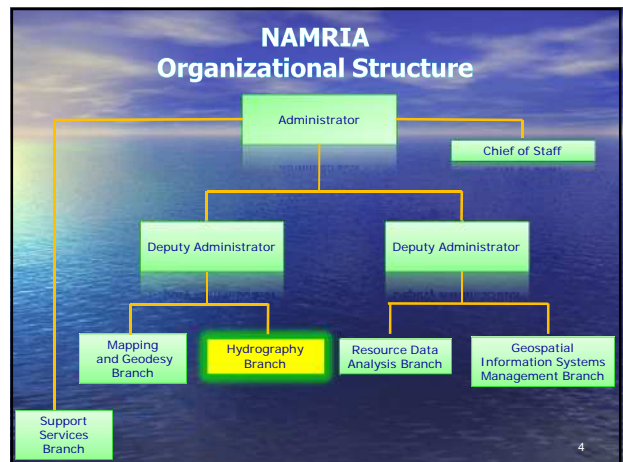 NAMRIA
Organizational Structure
Administrator
Chief of Staff
Deputy Administrator
Deputy Administrator
Mapping
and Geodesy
Branch
Hydrography
Branch
Resource Data
Analysis Branch
Geospatial
Information Systems
Management Branch
Support
Services
Branch
4